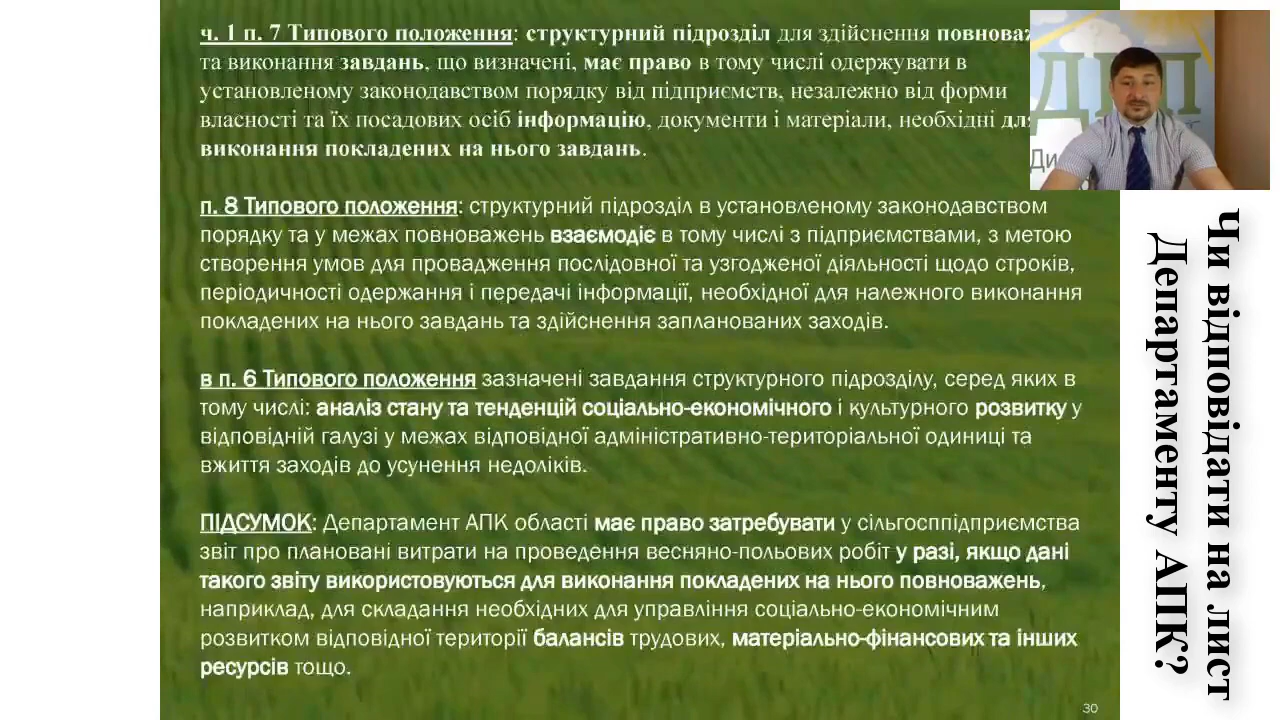 ч. 1 п. 7 Типового положення: структурний підрозділ для здійснення
та виконання завдань, що визначені, має право в тому числі одержувати в
установленому законодавством порядку від підприємств, незалежно від форми
власності та їх посадових осіб інформацію, документи і матеріали, необхідні
виконання покладених на нього завдань.
п. 8 Типового положення: структурний підрозділ в установленому законодавством
порядку та у межах повноважень взаємодіє в тому числі з підприємствами, з метою
створення умов для провадження послідовної та узгодженої діяльності щодо строків,
періодичності одержання і передачі інформації, необхідної для належного виконання
покладених на нього завдань та здійснення запланованих заходів.
в п. 6 Типового положення зазначені завдання структурного підрозділу, серед яких в
тому числі: аналіз стану та тенденцій соціально-економічного і культурного розвитку у
відповідній галузі у межах відповідної адміністративно-територіальної одиниці та
вжиття заходів до усунення недоліків.
ПІДСУМОК: Департамент АПК області має право затребувати у сільгосппідприємства
звіт про плановані витрати на проведення весняно-польових робіт у разі, якщо дані
такого звіту використовуються для виконання покладених на нього повноважень,
наприклад, для складання необхідних для управління соціально-економічним
розвитком відповідної території балансів трудових, матеріально-фінансових та інших
ресурсів тощо.
30
Чи відповідати на лист
Департаменту АПК?